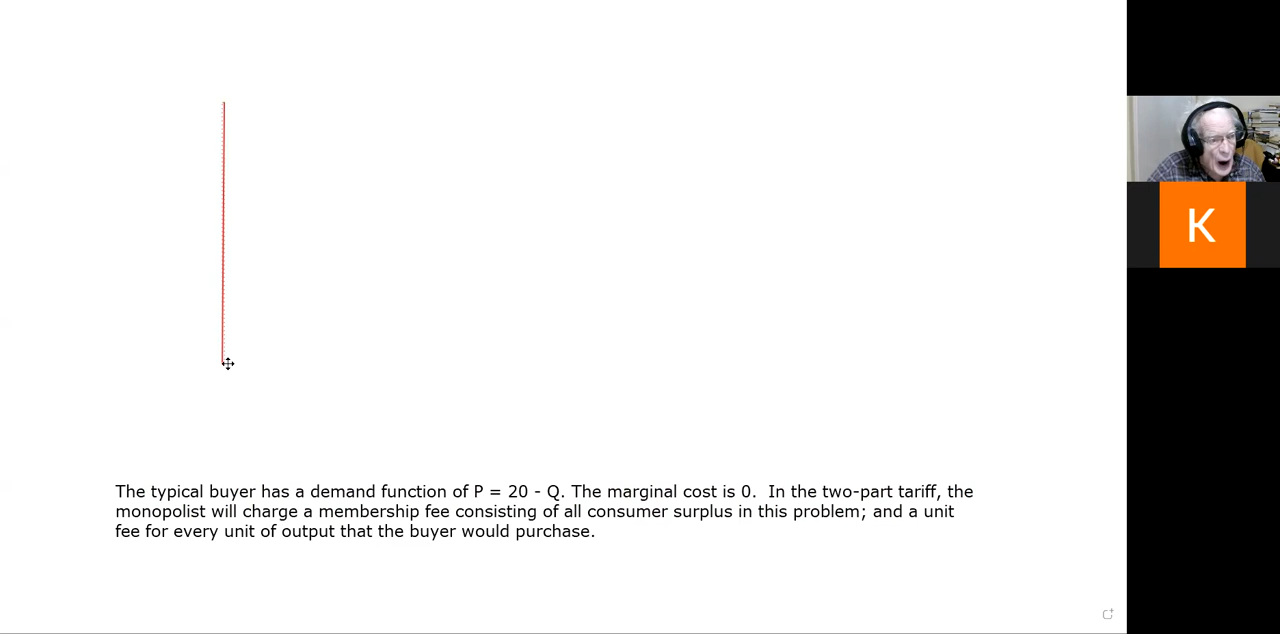 K
The typical buyer has a demand function of P = 20 - Q. The marginal cost is 0.  In the two-part tariff, the
monopolist will charge a membership fee consisting of all consumer surplus in this problem; and a unit
fee for every unit of output that the buyer would purchase.